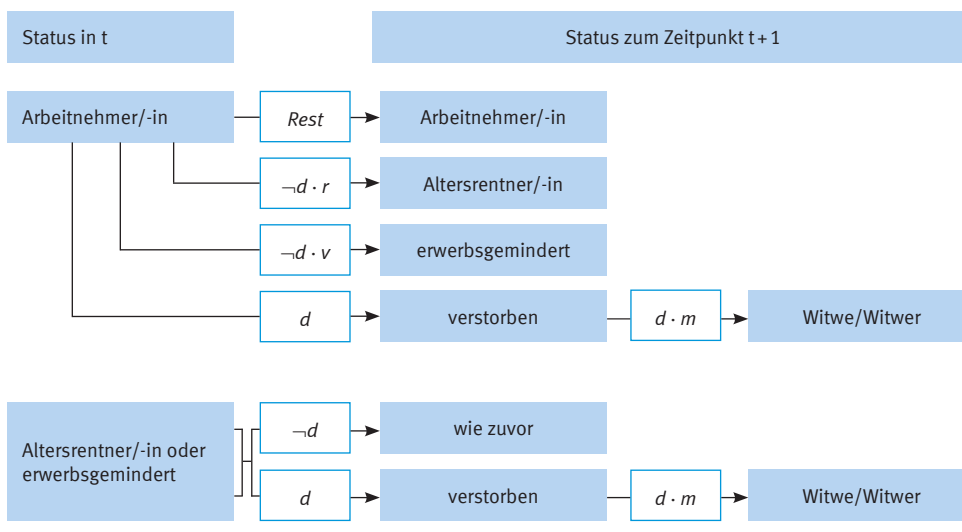 Status in t
Status zum Zeitpunkt t + 1
Arbeitnehmer/-in
Rest
Arbeitnehmer/-in
¬d · r
Altersrentner/-in
¬d · v
erwerbsgemindert
d
verstorben
d · m
Witwe/Witwer
Altersrentner/-in oder
erwerbsgemindert
¬d
wie zuvor
d
verstorben
d · m
Witwe/Witwer